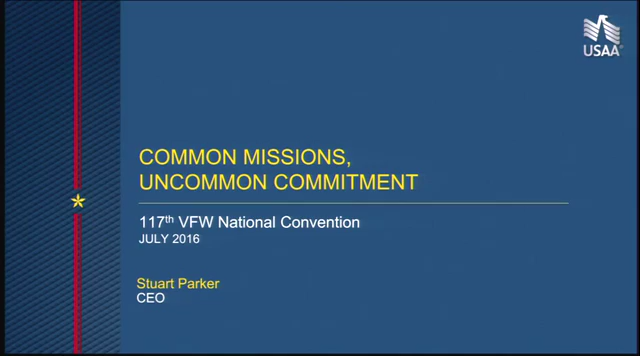 USAA®
COMMON MISSIONS,
UNCOMMON COMMITMENT
117th VFW National Convention
JULY 2016
Stuart Parker
CEO